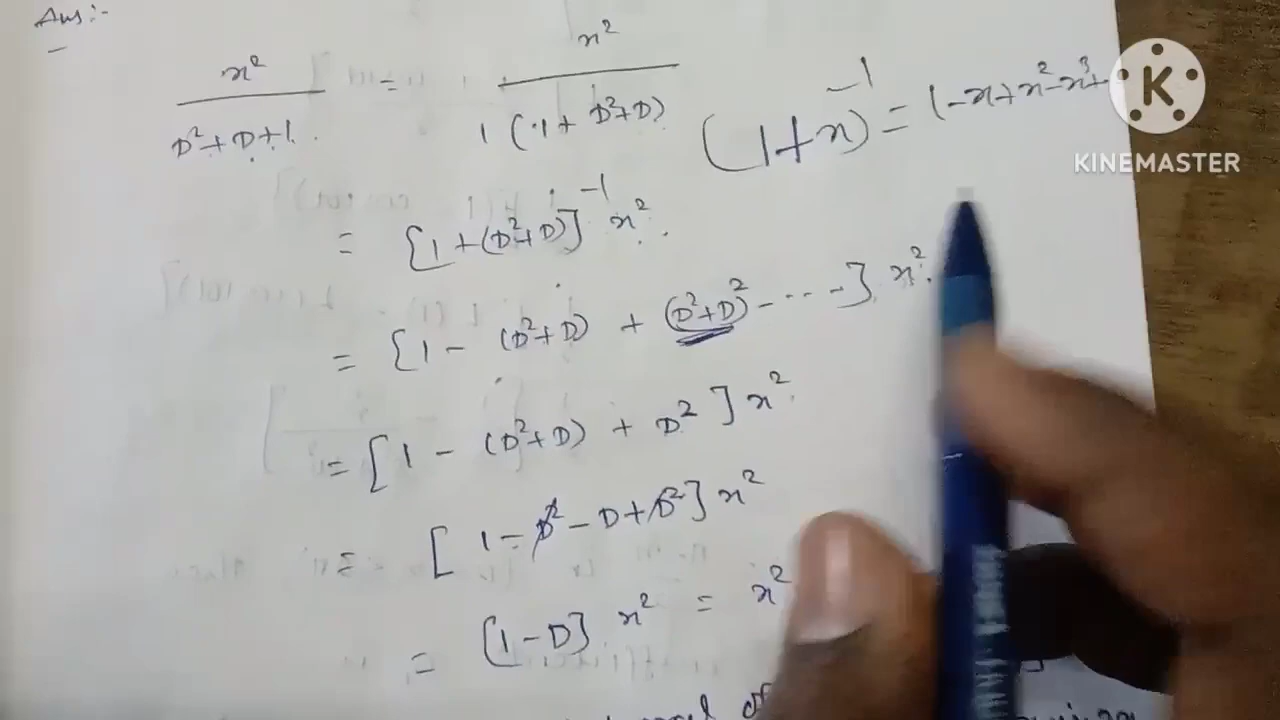 Ans:-
x² / D²+D+1 = x² / 1(1+D²+D)
(1+x)⁻¹ = 1-x+x²-x³+
KINEMASTER
= [1+(D²+D)]⁻¹ x².
= [1 - (D²+D) + (D²+D)² - ---- ] x².
= [1 - (D²+D) + D²] x²
= [1 - D² - D + D²] x²
= [1-D] x² = x²